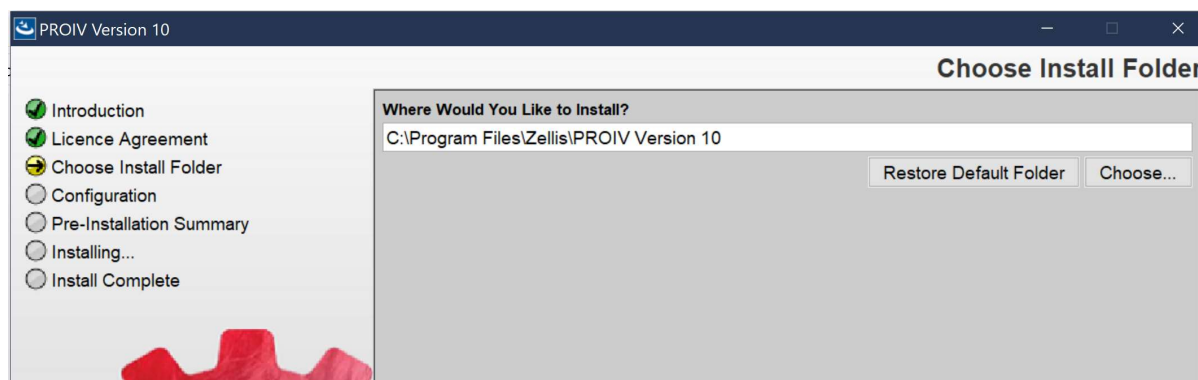 PROIV Version 10
Choose Install Folder
Introduction
Licence Agreement
Choose Install Folder
Configuration
Pre-Installation Summary
Installing...
Install Complete
Where Would You Like to Install?
C:\Program Files\Zellis\PROIV Version 10
Restore Default Folder
Choose...